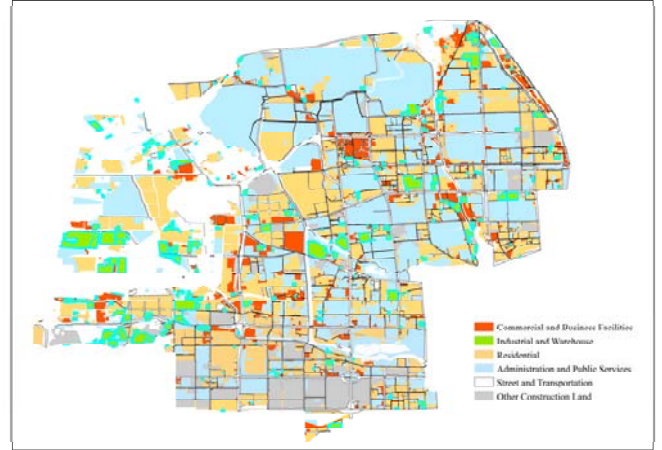 Commercial and Business Facilities
Industrial and Warehouse
Residential
Administration and Public Services
Street and Transportation
Other Construction Land